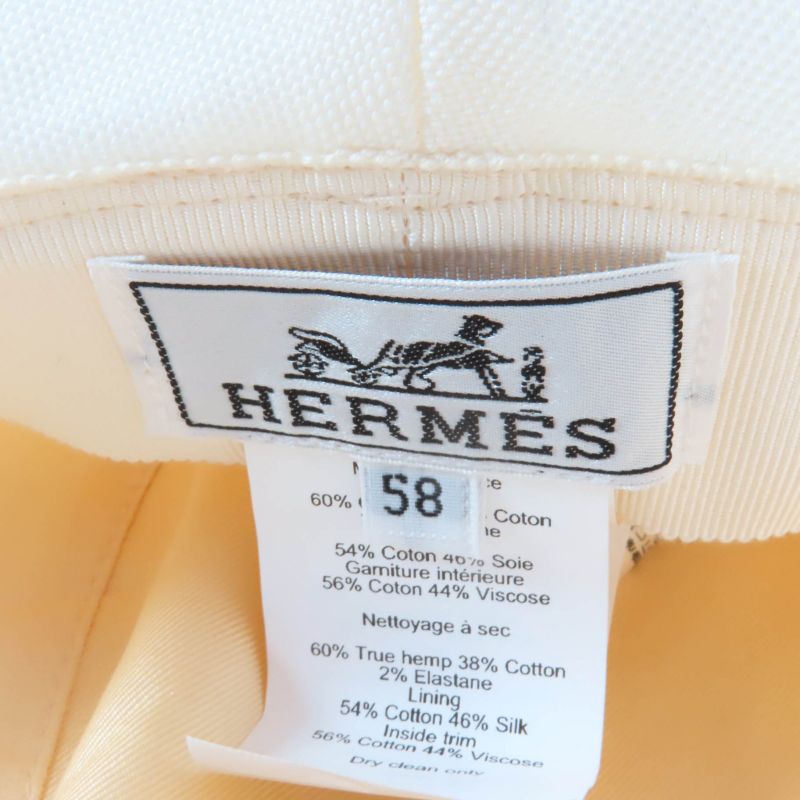 HERMÈS
58
60% Coton
54% Coton 46% Soie
Garniture intérieure
56% Coton 44% Viscose
Nettoyage à sec
60% True hemp 38% Cotton
2% Elastane
Lining
54% Cotton 46% Silk
Inside trim
56% Cotton 44% Viscose
Dry clean only